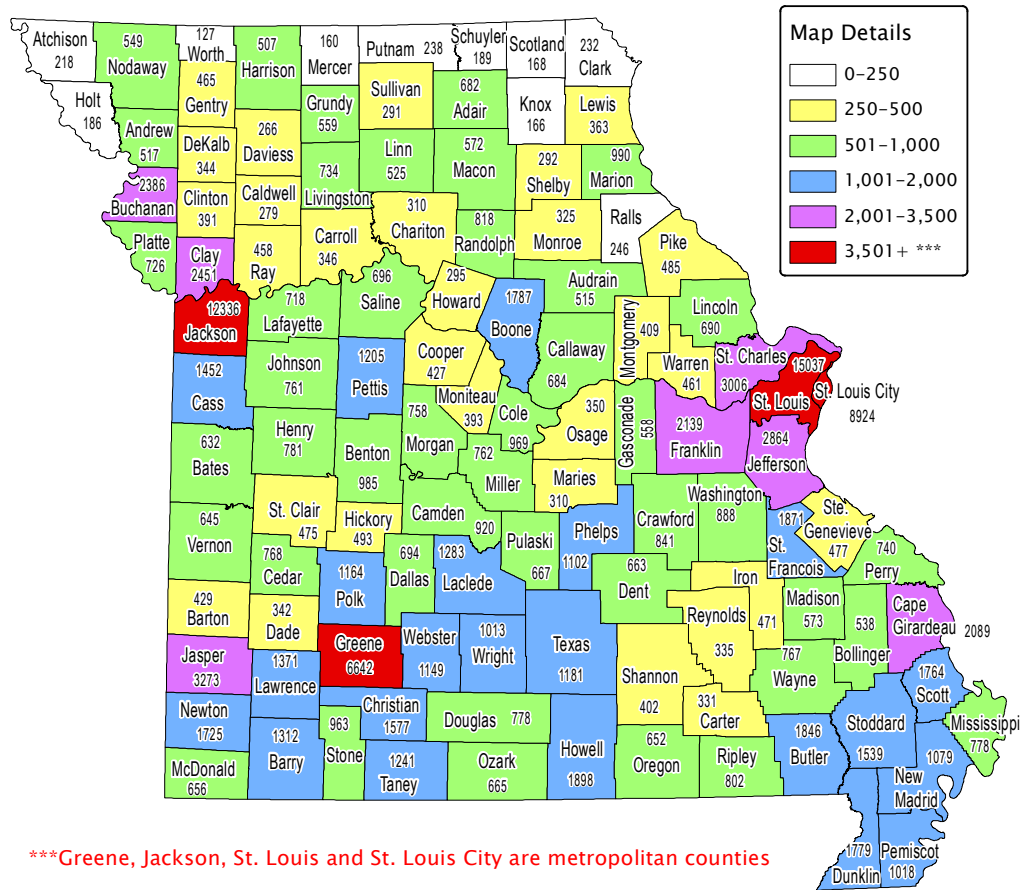 Atchison
218
549
Nodaway
127
Worth
507
Harrison
160
Mercer
Putnam 238
Schuyler
189
Scotland
168
232
Clark
Holt
186
465
Gentry
Grundy
559
Sullivan
291
682
Adair
Knox
166
Lewis
363
Andrew
517
DeKalb
344
266
Daviess
734
Livingston
Linn
525
572
Macon
292
Shelby
990
Marion
2386
Buchanan
Clinton
391
Caldwell
279
Carroll
346
310
Chariton
818
Randolph
325
Monroe
Ralls
246
Pike
485
Platte
726
Clay
2451
458
Ray
696
Saline
295
Howard
1787
Boone
Audrain
515
Montgomery
409
Lincoln
690
12336
Jackson
718
Lafayette
Cooper
427
Callaway
684
Warren
461
St. Charles
3006
15037
St. Louis
St. Louis City
8924
1452
Cass
Johnson
761
1205
Pettis
Moniteau
393
Cole
969
350
Osage
Gasconade
558
2139
Franklin
2864
Jefferson
632
Bates
Henry
781
Benton
985
758
Morgan
762
Miller
Maries
310
Washington
888
Crawford
841
1871
St.
Francois
Ste.
Genevieve
477
740
Perry
645
Vernon
St. Clair
475
Hickory
493
Camden
920
Pulaski
667
Phelps
1102
663
Dent
Iron
471
Madison
573
Cape
Girardeau 2089
768
Cedar
1164
Polk
694
Dallas
1283
Laclede
Reynolds
335
538
Bollinger
429
Barton
342
Dade
Greene
6642
Webster
1149
1013
Wright
Texas
1181
Shannon
402
767
Wayne
Jasper
3273
1371
Lawrence
331
Carter
1764
Scott
Newton
1725
1312
Barry
963
Stone
Christian
1577
Douglas 778
Howell
1898
652
Oregon
Ripley
802
1846
Butler
Stoddard
1539
Mississippi
778
McDonald
656
1241
Taney
Ozark
665
1079
New
Madrid
1779
Dunklin
Pemiscot
1018
Map Details
0-250
250-500
501-1,000
1,001-2,000
2,001-3,500
3,501+ ***
***Greene, Jackson, St. Louis and St. Louis City are metropolitan counties